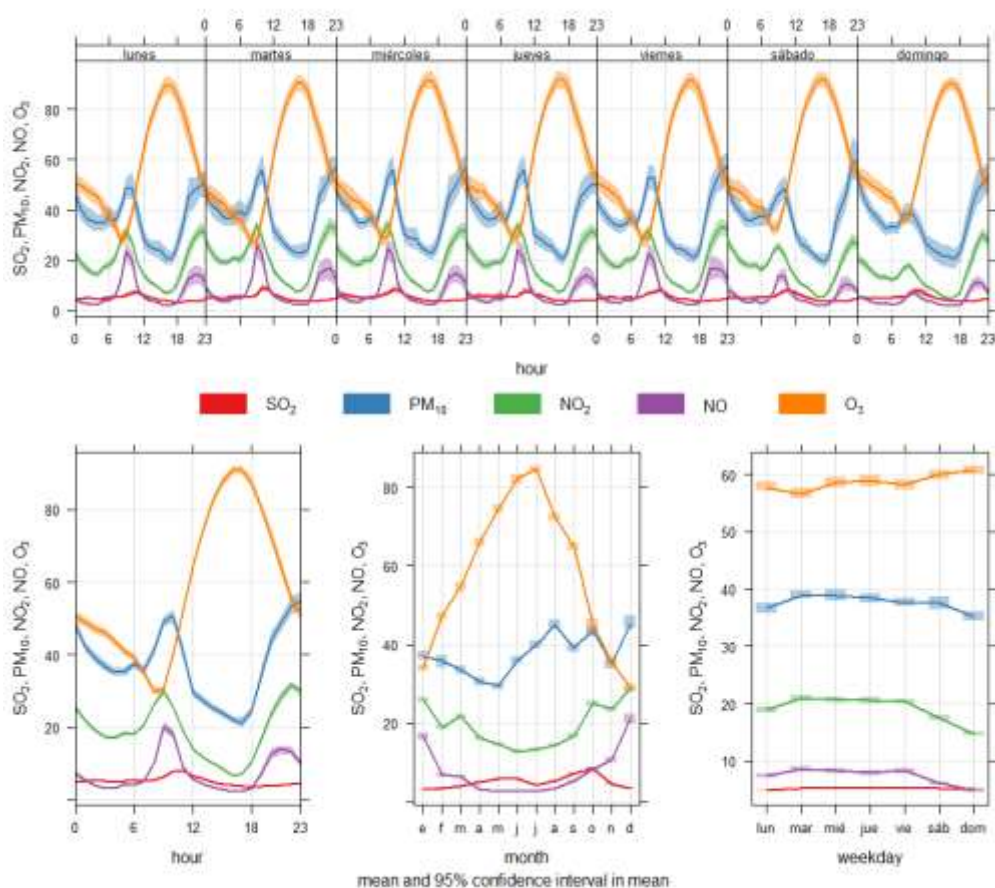 0 6 12 18 23 0 6 12 18 23 0 6 12 18 23
lunes martes miércoles jueves viernes sábado domingo
SO₂, PM₁₀, NO₂, NO, O₃
80
60
40
20
0
0 6 12 18 23 0 6 12 18 23 0 6 12 18 23 0 6 12 18 23
hour
SO₂ PM₁₀ NO₂ NO O₃
SO₂, PM₁₀, NO₂, NO, O₃
80
60
40
20
0 6 12 18 23
hour
SO₂, PM₁₀, NO₂, NO, O₃
80
60
40
20
e f m a m j j a s o n d
month
SO₂, PM₁₀, NO₂, NO, O₃
60
50
40
30
20
10
lun mar mié jue vie sáb dom
weekday
mean and 95% confidence interval in mean